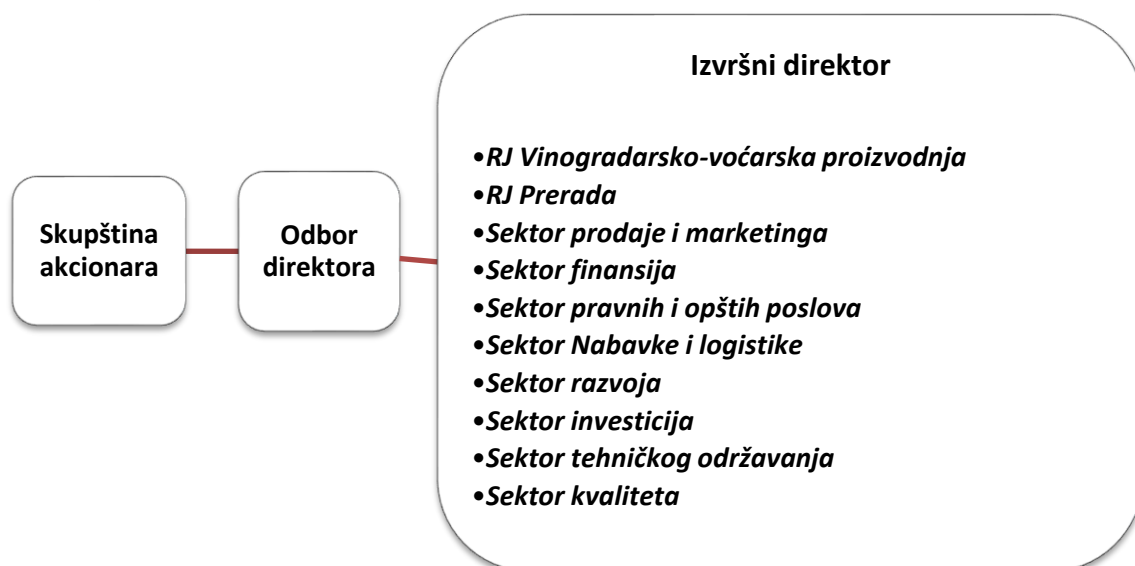 Skupština
akcionara
Odbor
direktora
Izvršni direktor
•RJ Vinogradarsko-voćarska proizvodnja
•RJ Prerada
•Sektor prodaje i marketinga
•Sektor finansija
•Sektor pravnih i opštih poslova
•Sektor Nabavke i logistike
•Sektor razvoja
•Sektor investicija
•Sektor tehničkog održavanja
•Sektor kvaliteta